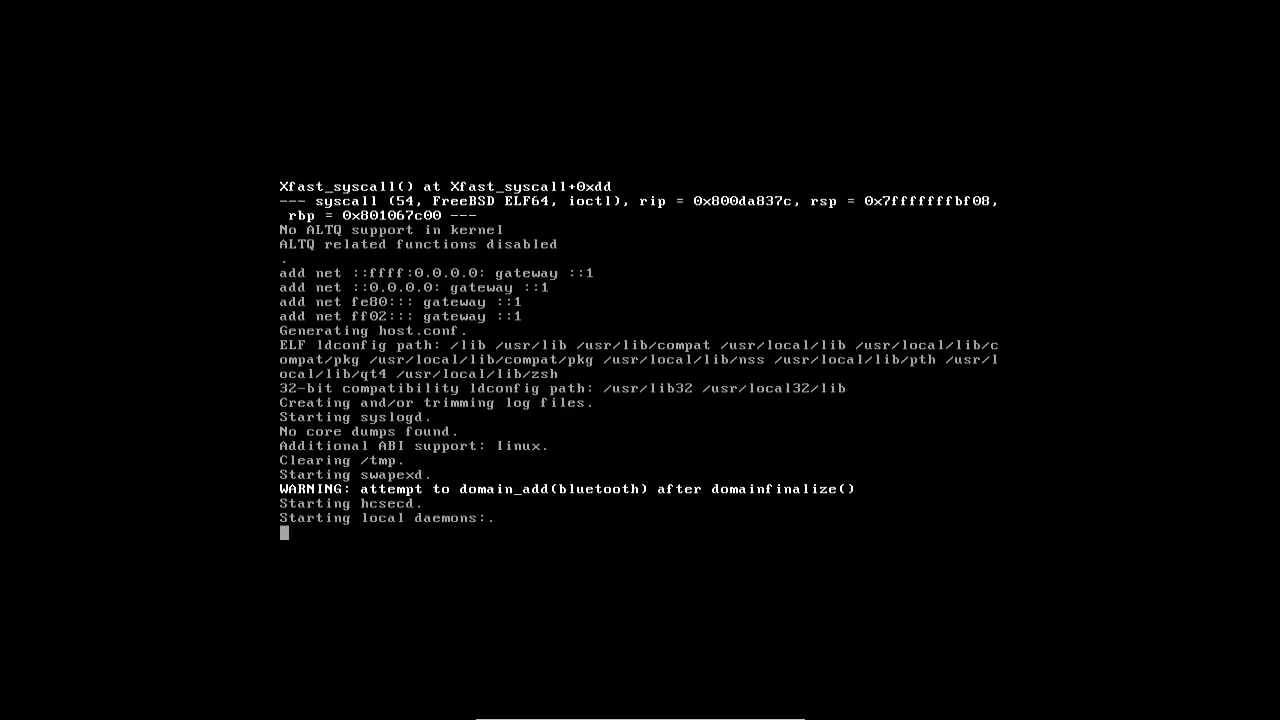 Xfast_syscall() at Xfast_syscall+0xdd
--- syscall (54, FreeBSD ELF64, ioctl), rip = 0x800da837c, rsp = 0x7fffffffbf08,
 rbp = 0x801067c00 ---
No ALTQ support in kernel
ALTQ related functions disabled
.
add net ::ffff:0.0.0.0: gateway ::1
add net ::0.0.0.0: gateway ::1
add net fe80::: gateway ::1
add net ff02::: gateway ::1
Generating host.conf.
ELF ldconfig path: /lib /usr/lib /usr/lib/compat /usr/local/lib /usr/local/lib/c
ompat/pkg /usr/local/lib/compat/pkg /usr/local/lib/nss /usr/local/lib/pth /usr/l
ocal/lib/qt4 /usr/local/lib/zsh
32-bit compatibility ldconfig path: /usr/lib32 /usr/local32/lib
Creating and/or trimming log files.
Starting syslogd.
No core dumps found.
Additional ABI support: linux.
Clearing /tmp.
Starting swapexd.
WARNING: attempt to domain_add(bluetooth) after domainfinalize()
Starting hcsecd.
Starting local daemons:.